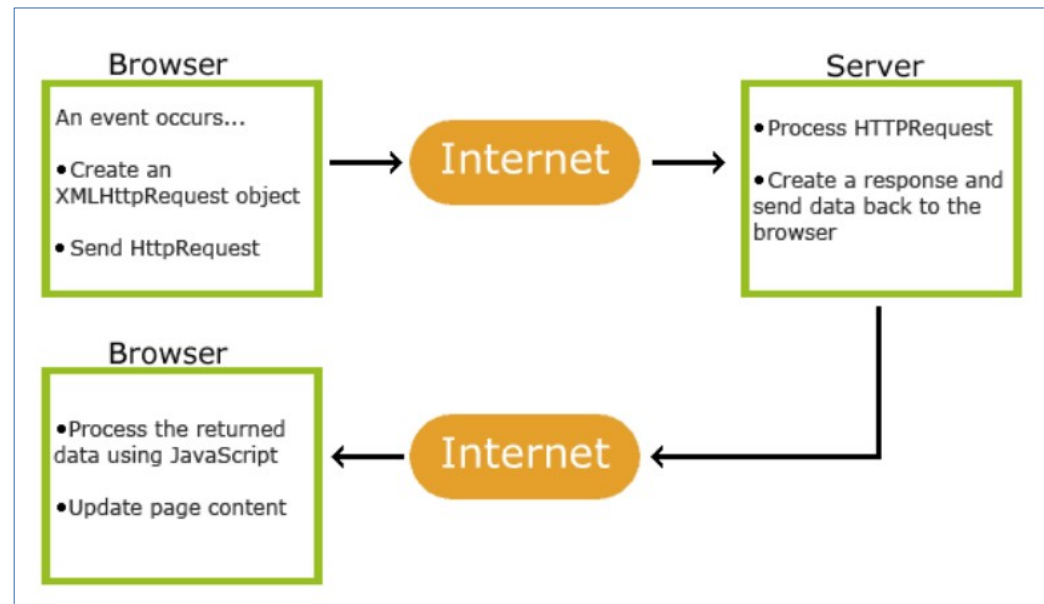 Browser
An event occurs...
•Create an
XMLHttpRequest object
• Send HttpRequest
Internet
Server
•Process HTTPRequest
•Create a response and
send data back to the
browser
Browser
•Process the returned
data using JavaScript
•Update page content
Internet